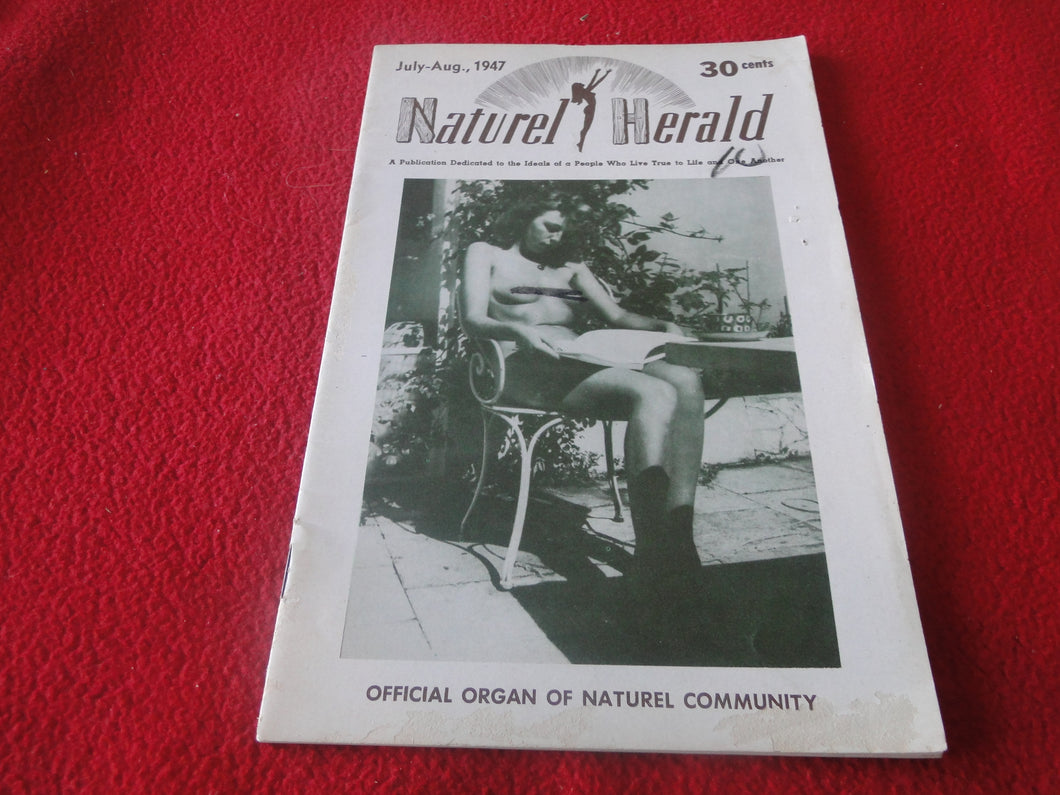 July-Aug., 1947
30 cents
Naturel Herald
A Publication Dedicated to the Ideals of a People Who Live True to Life and One Another
10
OFFICIAL ORGAN OF NATUREL COMMUNITY